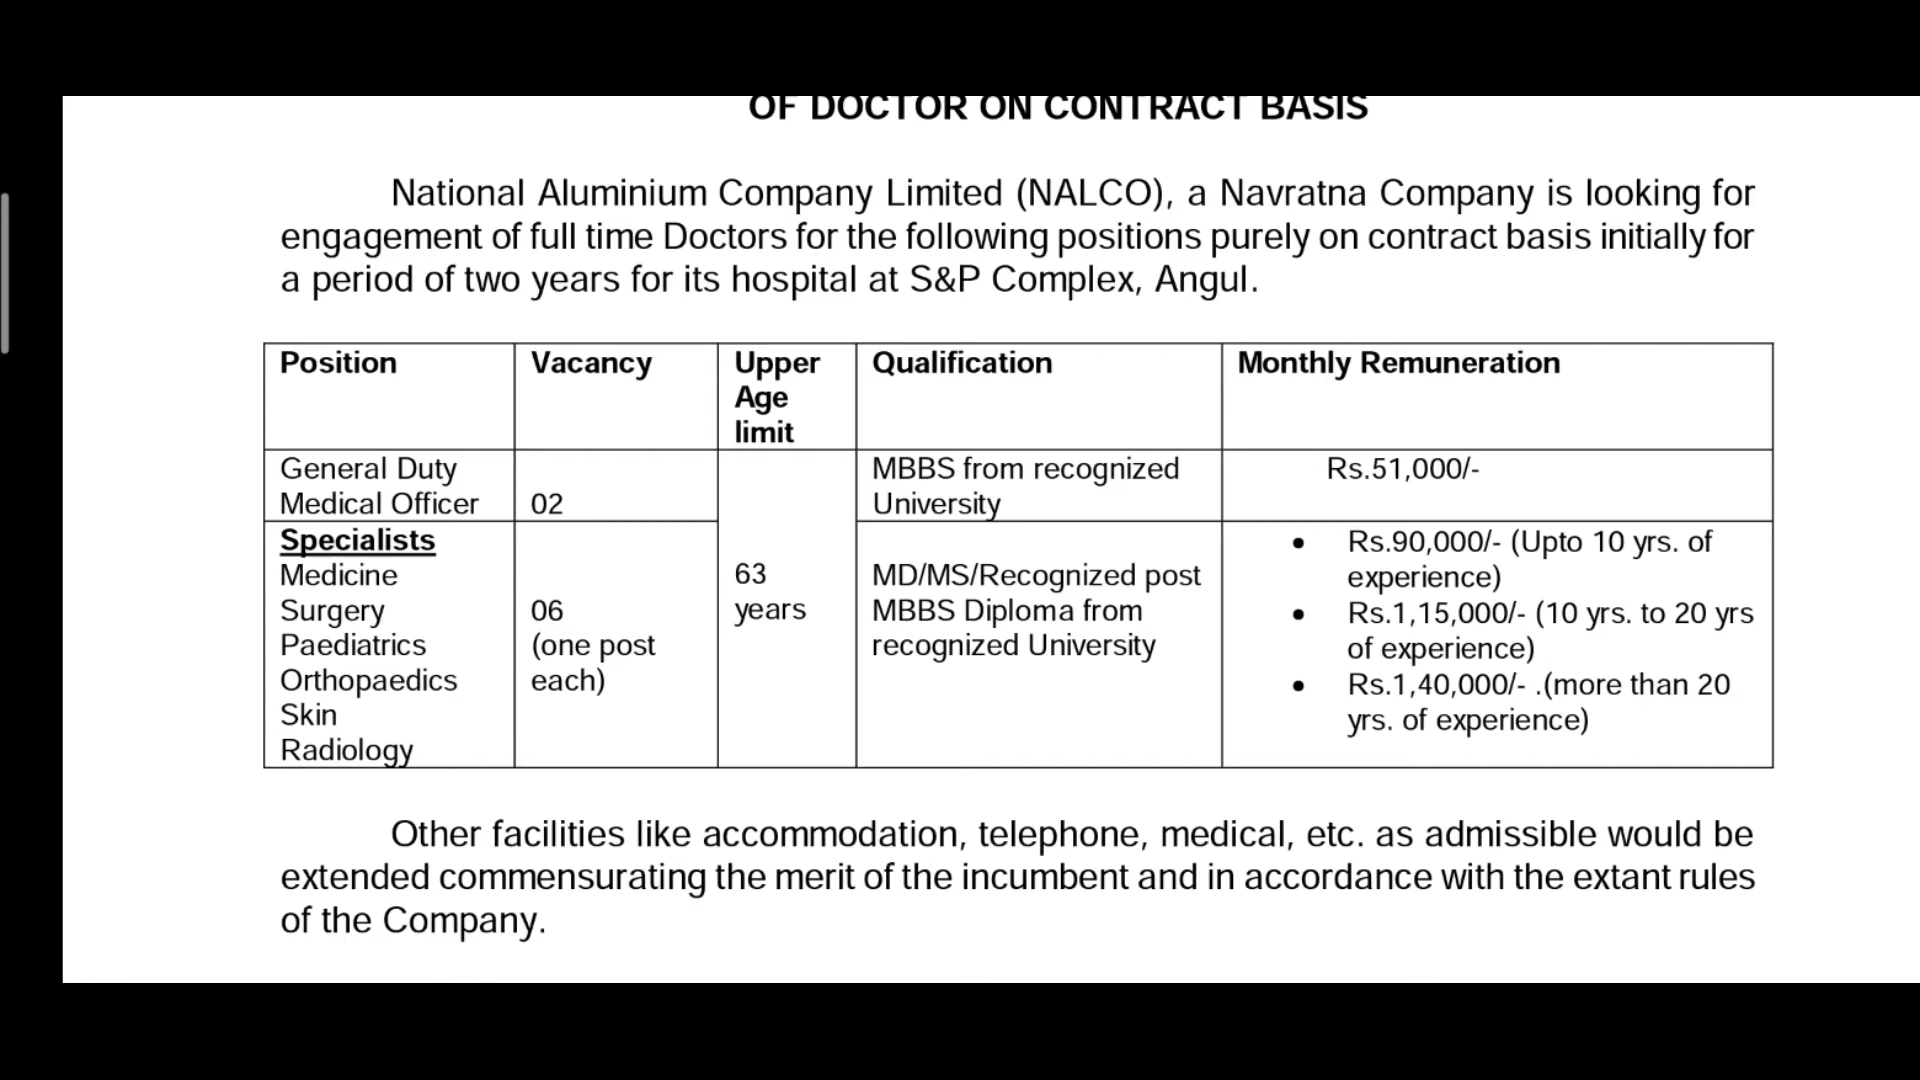 OF DOCTOR ON CONTRACT BASIS
National Aluminium Company Limited (NALCO), a Navratna Company is looking for
engagement of full time Doctors for the following positions purely on contract basis initially for
a period of two years for its hospital at S&P Complex, Angul.
Position
Vacancy
Upper
Age
limit
Qualification
Monthly Remuneration
General Duty
Medical Officer
02
MBBS from recognized
University
Rs.51,000/-
Specialists
Medicine
Surgery
Paediatrics
Orthopaedics
Skin
Radiology
06
(one post
each)
63
years
MD/MS/Recognized post
MBBS Diploma from
recognized University
• Rs.90,000/- (Upto 10 yrs. of
experience)
• Rs.1,15,000/- (10 yrs. to 20 yrs
of experience)
• Rs.1,40,000/- .(more than 20
yrs. of experience)
Other facilities like accommodation, telephone, medical, etc. as admissible would be
extended commensurating the merit of the incumbent and in accordance with the extant rules
of the Company.